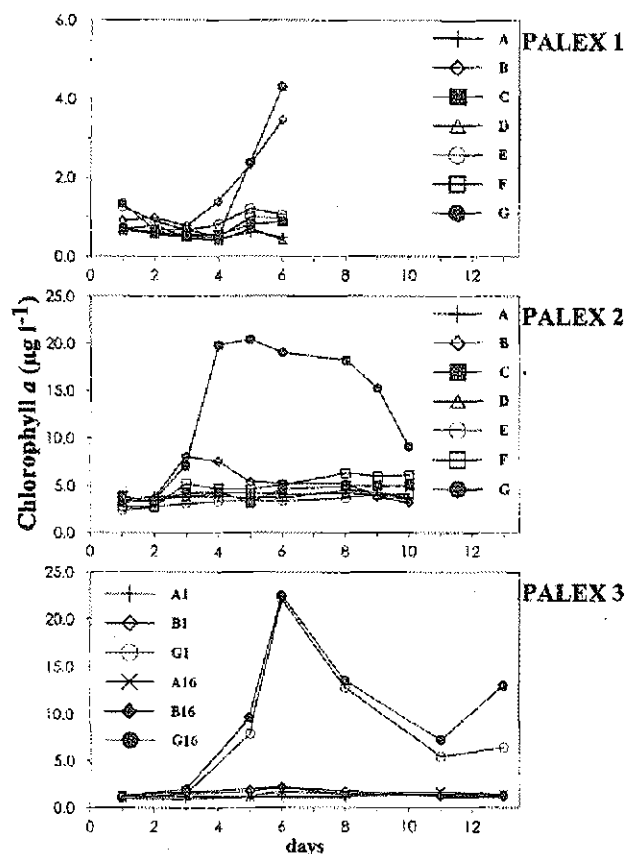 PALEX 1
6.0
4.0
2.0
0.0
0 2 4 6 8 10 12
A
B
C
D
E
F
G
PALEX 2
25.0
20.0
15.0
10.0
5.0
0.0
0 2 4 6 8 10 12
A
B
C
D
E
F
G
Chlorophyll a (µg l⁻¹)
PALEX 3
25.0
20.0
15.0
10.0
5.0
0.0
0 2 4 6 8 10 12
A1
B1
G1
A16
B16
G16
days